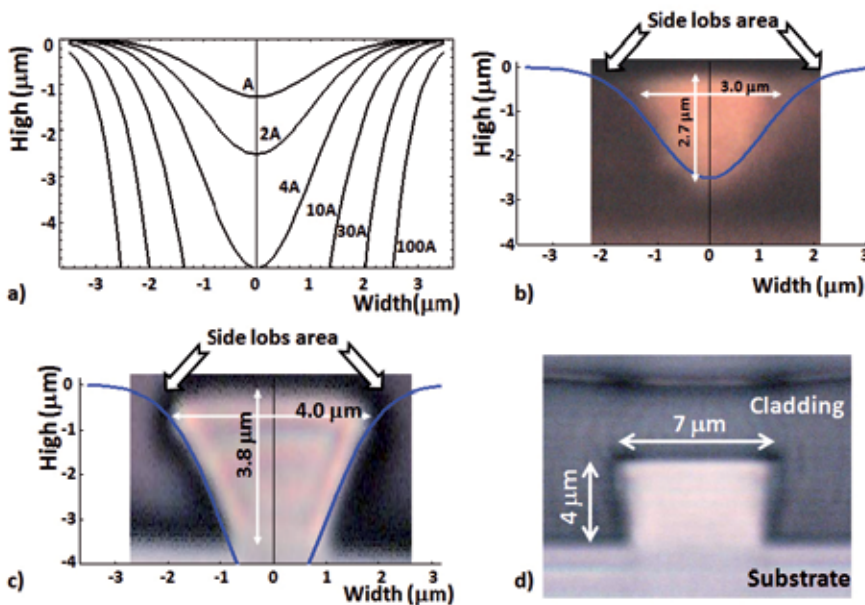 0
-1
-2
-3
-4
High (μm)
A
2A
4A
10A
30A
100A
-3 -2 -1 0 1 2 3
Width(μm)
a)
Side lobs area
0
-1
-2
-3
-4
High (μm)
3.0 μm
2.7 μm
-3 -2 -1 0 1 2 3
Width (μm)
b)
Side lobs area
0
-1
-2
-3
-4
High (μm)
4.0 μm
3.8 μm
-3 -2 -1 0 1 2 3
Width (μm)
c)
Cladding
7 μm
4 μm
Substrate
d)